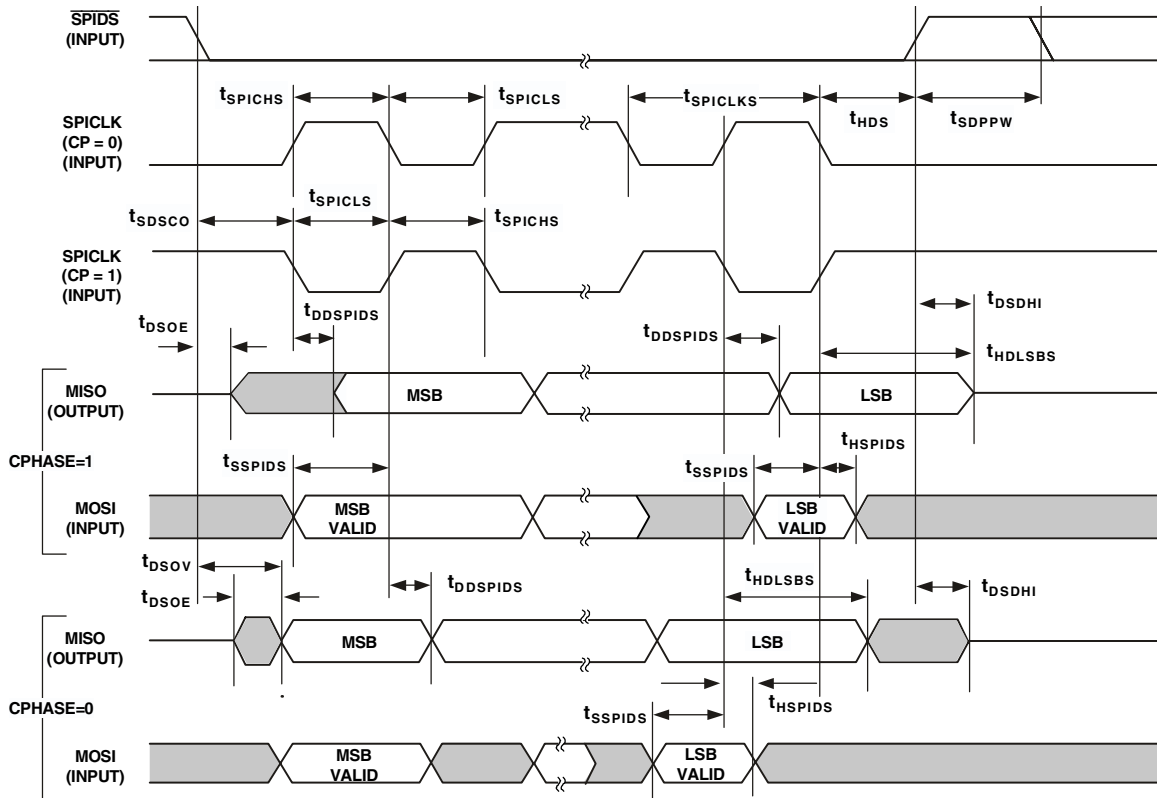 SPIDS
(INPUT)
tSPICHS
tSPICLS
tSPICLKS
tHDS
tSDPPW
SPICLK
(CP = 0)
(INPUT)
tSDSCO
tSPICLS
tSPICHS
SPICLK
(CP = 1)
(INPUT)
tDSOE
tDDSPIDS
tDDSPIDS
tDSDHI
tHDLSBS
MISO
(OUTPUT)
MSB
LSB
CPHASE=1
tSSPIDS
tSSPIDS
tHSPIDS
MOSI
(INPUT)
MSB
VALID
LSB
VALID
tDSOV
tDSOE
tDDSPIDS
tHDLSBS
tDSDHI
MISO
(OUTPUT)
MSB
LSB
CPHASE=0
tSSPIDS
tHSPIDS
MOSI
(INPUT)
MSB
VALID
LSB
VALID